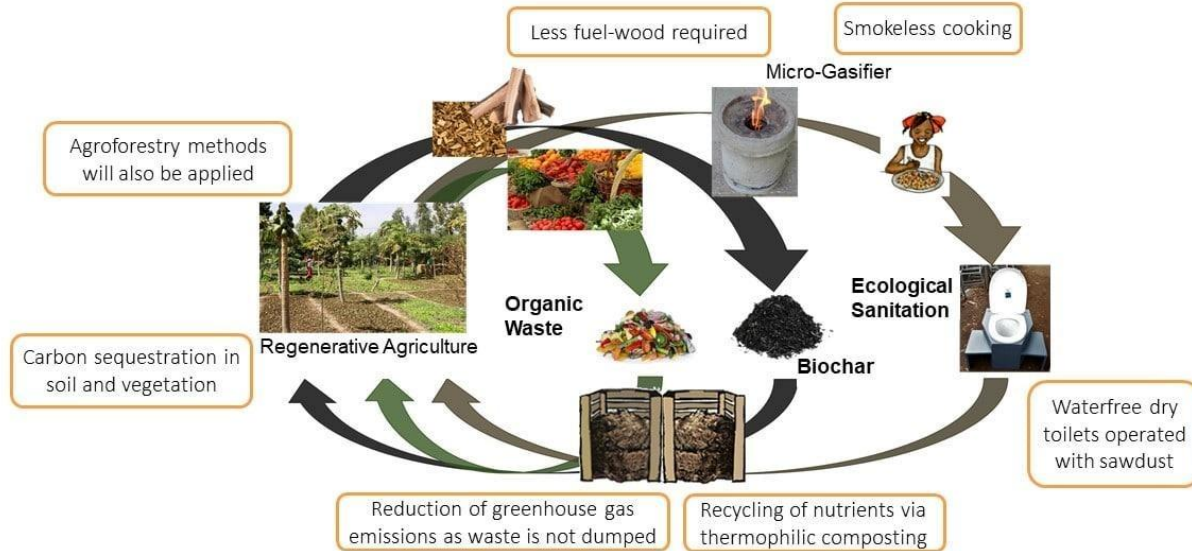 Less fuel-wood required
Smokeless cooking
Micro-Gasifier
Agroforestry methods
will also be applied
Organic
Waste
Ecological
Sanitation
Regenerative Agriculture
Biochar
Carbon sequestration in
soil and vegetation
Waterfree dry
toilets operated
with sawdust
Reduction of greenhouse gas
emissions as waste is not dumped
Recycling of nutrients via
thermophilic composting